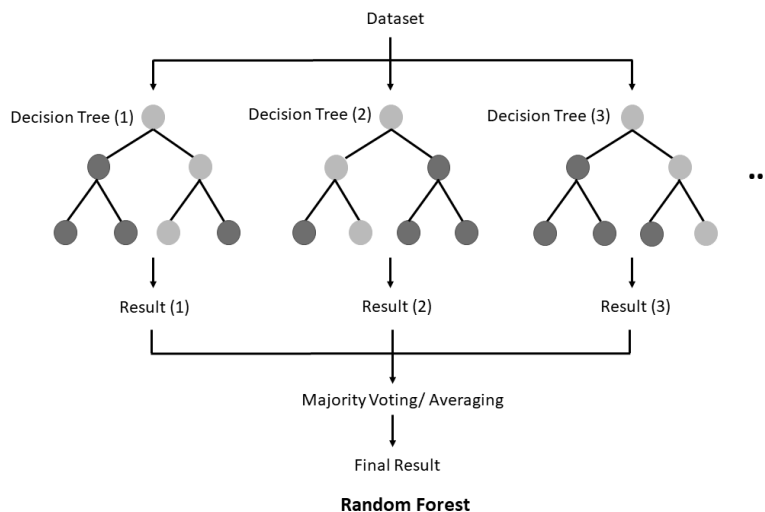 Dataset
Decision Tree (1)
Decision Tree (2)
Decision Tree (3)
..
Result (1)
Result (2)
Result (3)
Majority Voting/ Averaging
Final Result
Random Forest